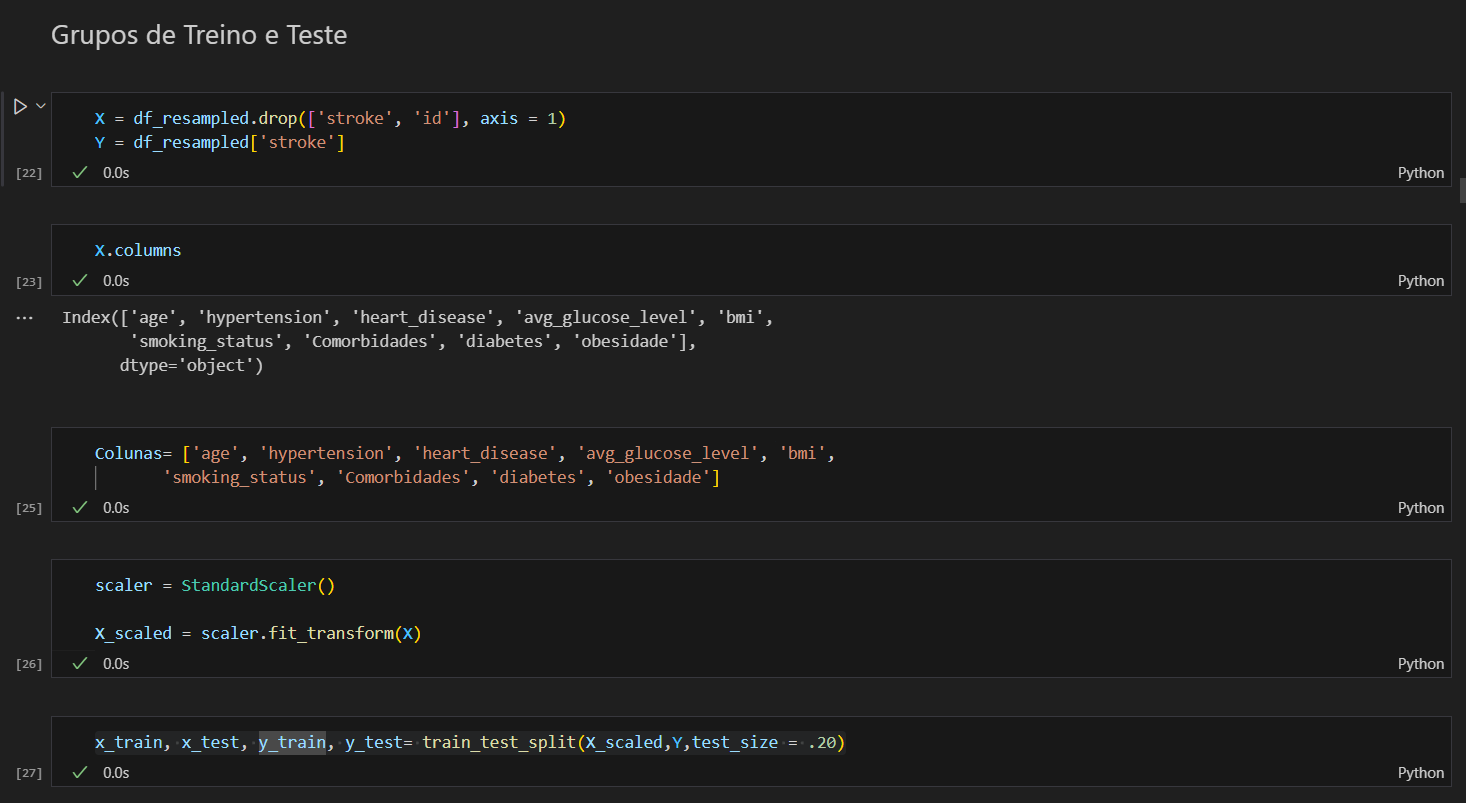 Grupos de Treino e Teste
X = df_resampled.drop(['stroke', 'id'], axis = 1)
Y = df_resampled['stroke']
[22]
0.0s
Python
X.columns
[23]
0.0s
Python
... Index(['age', 'hypertension', 'heart_disease', 'avg_glucose_level', 'bmi',
'smoking_status', 'Comorbidades', 'diabetes', 'obesidade'],
dtype='object')
Colunas= ['age', 'hypertension', 'heart_disease', 'avg_glucose_level', 'bmi',
'smoking_status', 'Comorbidades', 'diabetes', 'obesidade']
[25]
0.0s
Python
scaler = StandardScaler()
X_scaled = scaler.fit_transform(X)
[26]
0.0s
Python
x_train, x_test, y_train, y_test= train_test_split(X_scaled,Y,test_size = .20)
[27]
0.0s
Python